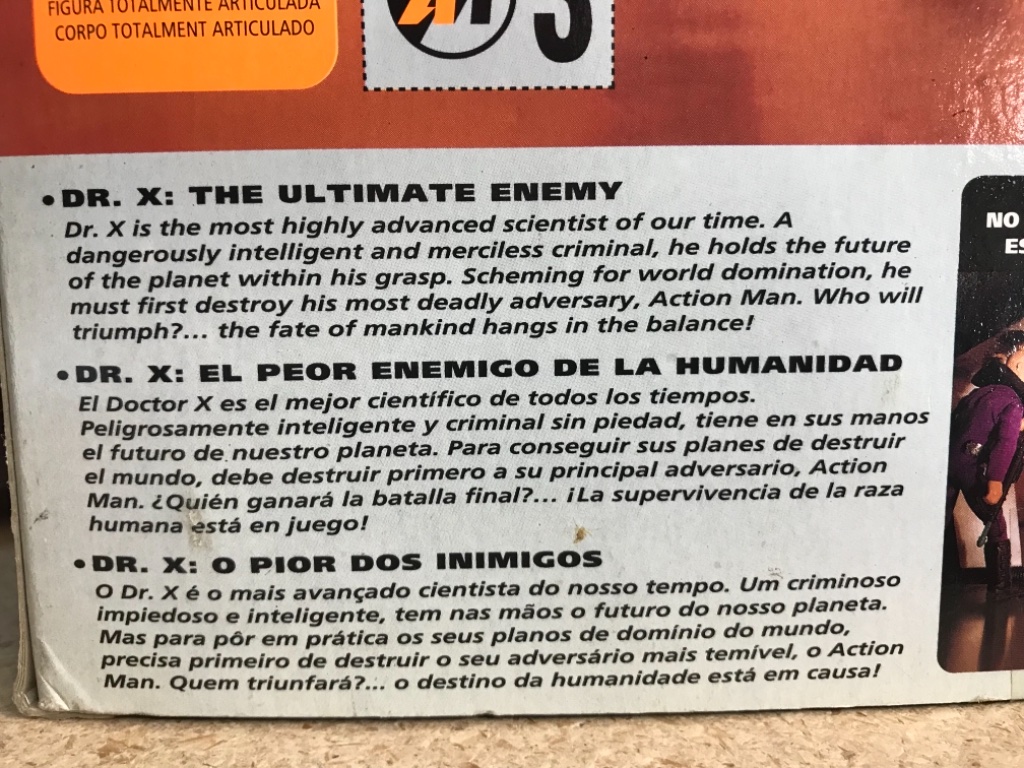 FIGURA TOTALMENTE ARTICULADA
CORPO TOTALMENT ARTICULADO
AM
3
• DR. X: THE ULTIMATE ENEMY
Dr. X is the most highly advanced scientist of our time. A
dangerously intelligent and merciless criminal, he holds the future
of the planet within his grasp. Scheming for world domination, he
must first destroy his most deadly adversary, Action Man. Who will
triumph?... the fate of mankind hangs in the balance!
• DR. X: EL PEOR ENEMIGO DE LA HUMANIDAD
El Doctor X es el mejor científico de todos los tiempos.
Peligrosamente inteligente y criminal sin piedad, tiene en sus manos
el futuro de nuestro planeta. Para conseguir sus planes de destruir
el mundo, debe destruir primero a su principal adversario, Action
Man. ¿Quién ganará la batalla final?... ¡La supervivencia de la raza
humana está en juego!
• DR. X: O PIOR DOS INIMIGOS
O Dr. X é o mais avançado cientista do nosso tempo. Um criminoso
impiedoso e inteligente, tem nas mãos o futuro do nosso planeta.
Mas para pôr em prática os seus planos de domínio do mundo,
precisa primeiro de destruir o seu adversário mais temível, o Action
Man. Quem triunfará?... o destino da humanidade está em causa!
NO
ES